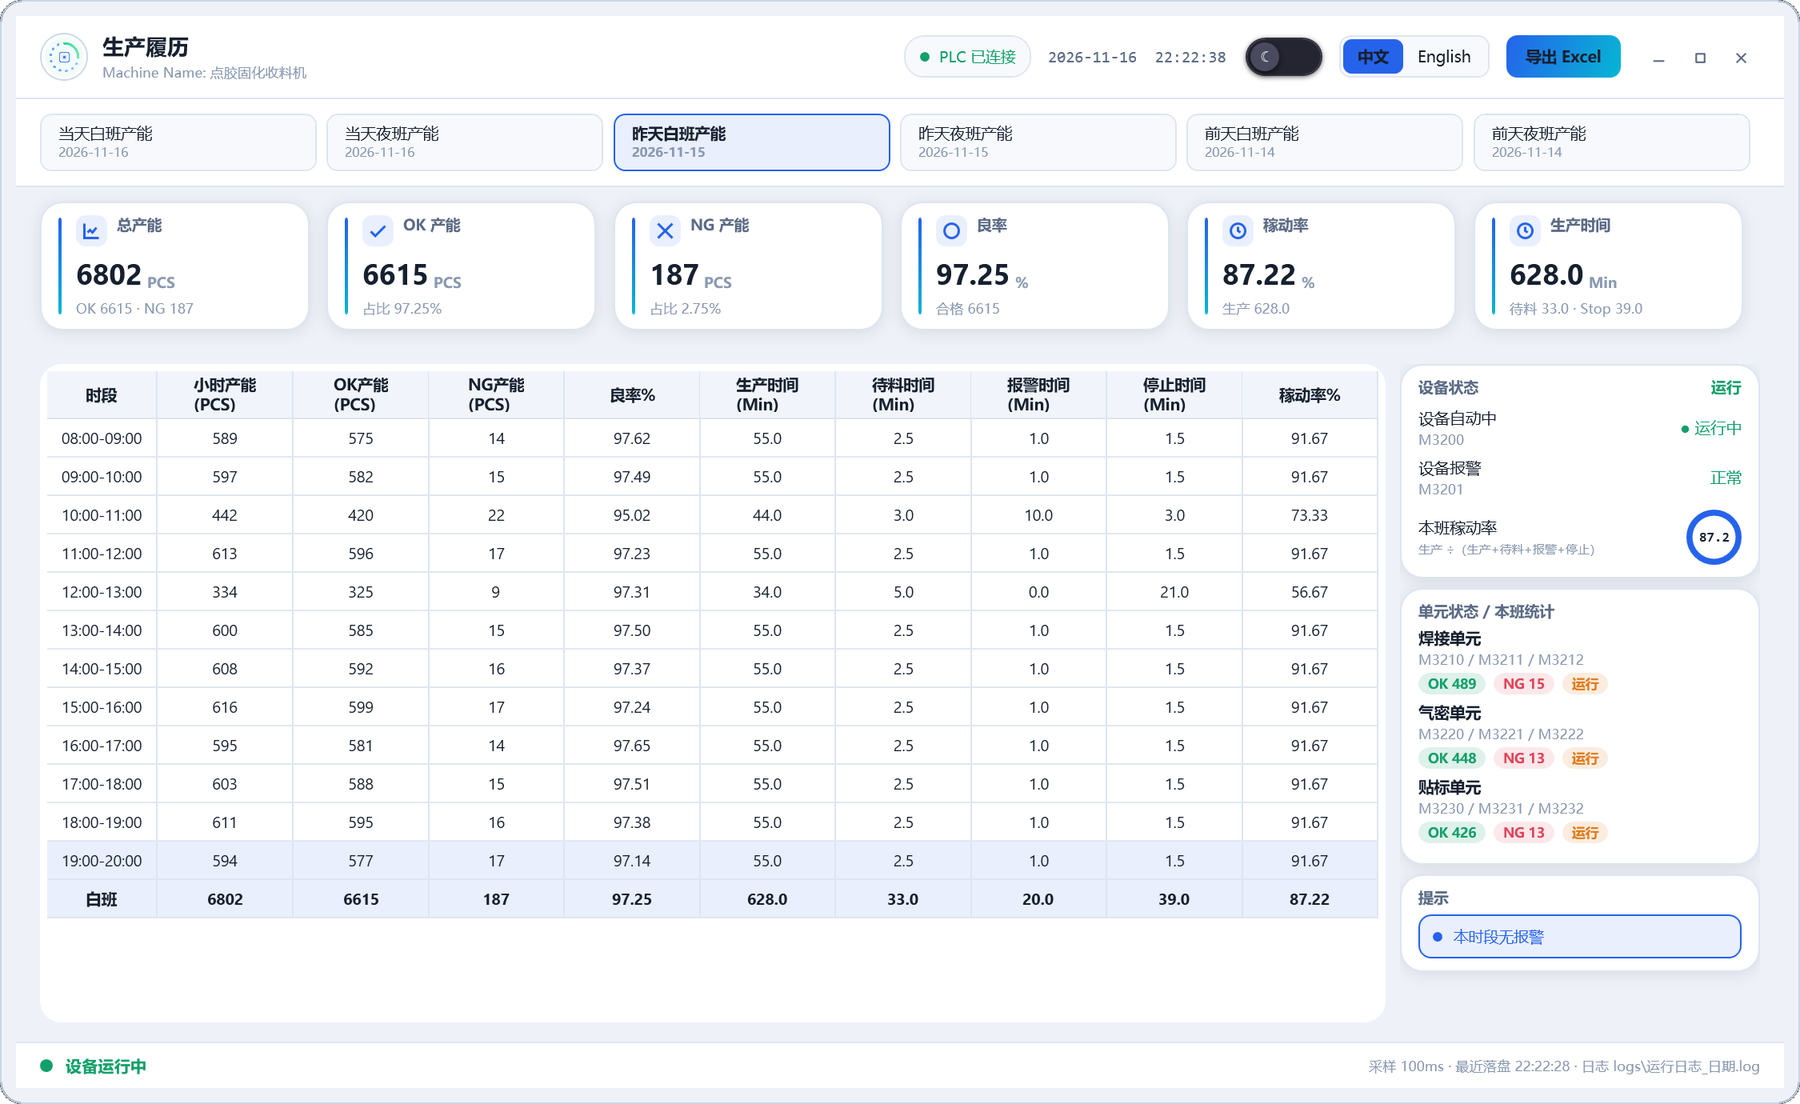 生产履历
Machine Name: 点胶固化收料机
PLC 已连接
2026-11-16 22:22:38
中文
English
导出 Excel
当天白班产能
2026-11-16
当天夜班产能
2026-11-16
昨天白班产能
2026-11-15
昨天夜班产能
2026-11-15
前天白班产能
2026-11-14
前天夜班产能
2026-11-14
总产能
6802 PCS
OK 6615 · NG 187
OK 产能
6615 PCS
占比 97.25%
NG 产能
187 PCS
占比 2.75%
良率
97.25 %
合格 6615
稼动率
87.22 %
生产 628.0
生产时间
628.0 Min
待料 33.0 · Stop 39.0
时段 小时产能 (PCS) OK产能 (PCS) NG产能 (PCS) 良率% 生产时间 (Min) 待料时间 (Min) 报警时间 (Min) 停止时间 (Min) 稼动率%
08:00-09:00 589 575 14 97.62 55.0 2.5 1.0 1.5 91.67
09:00-10:00 597 582 15 97.49 55.0 2.5 1.0 1.5 91.67
10:00-11:00 442 420 22 95.02 44.0 3.0 10.0 3.0 73.33
11:00-12:00 613 596 17 97.23 55.0 2.5 1.0 1.5 91.67
12:00-13:00 334 325 9 97.31 34.0 5.0 0.0 21.0 56.67
13:00-14:00 600 585 15 97.50 55.0 2.5 1.0 1.5 91.67
14:00-15:00 608 592 16 97.37 55.0 2.5 1.0 1.5 91.67
15:00-16:00 616 599 17 97.24 55.0 2.5 1.0 1.5 91.67
16:00-17:00 595 581 14 97.65 55.0 2.5 1.0 1.5 91.67
17:00-18:00 603 588 15 97.51 55.0 2.5 1.0 1.5 91.67
18:00-19:00 611 595 16 97.38 55.0 2.5 1.0 1.5 91.67
19:00-20:00 594 577 17 97.14 55.0 2.5 1.0 1.5 91.67
白班 6802 6615 187 97.25 628.0 33.0 20.0 39.0 87.22
设备状态 运行
设备自动中
M3200
运行中
设备报警
M3201
正常
本班稼动率
生产 ÷（生产+待料+报警+停止）
87.2
单元状态 / 本班统计
焊接单元
M3210 / M3211 / M3212
OK 489 NG 15 运行
气密单元
M3220 / M3221 / M3222
OK 448 NG 13 运行
贴标单元
M3230 / M3231 / M3232
OK 426 NG 13 运行
提示
本时段无报警
设备运行中
采样 100ms · 最近落盘 22:22:28 · 日志 logs\运行日志_日期.log